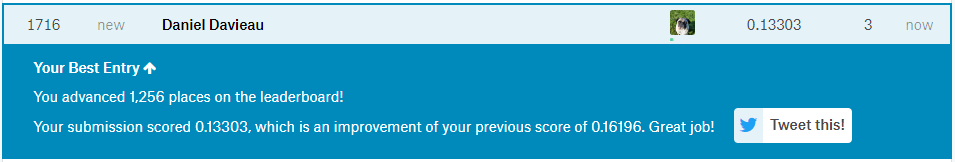 1716 new Daniel Davieau 0.13303 3 now
Your Best Entry
You advanced 1,256 places on the leaderboard!
Your submission scored 0.13303, which is an improvement of your previous score of 0.16196. Great job! Tweet this!